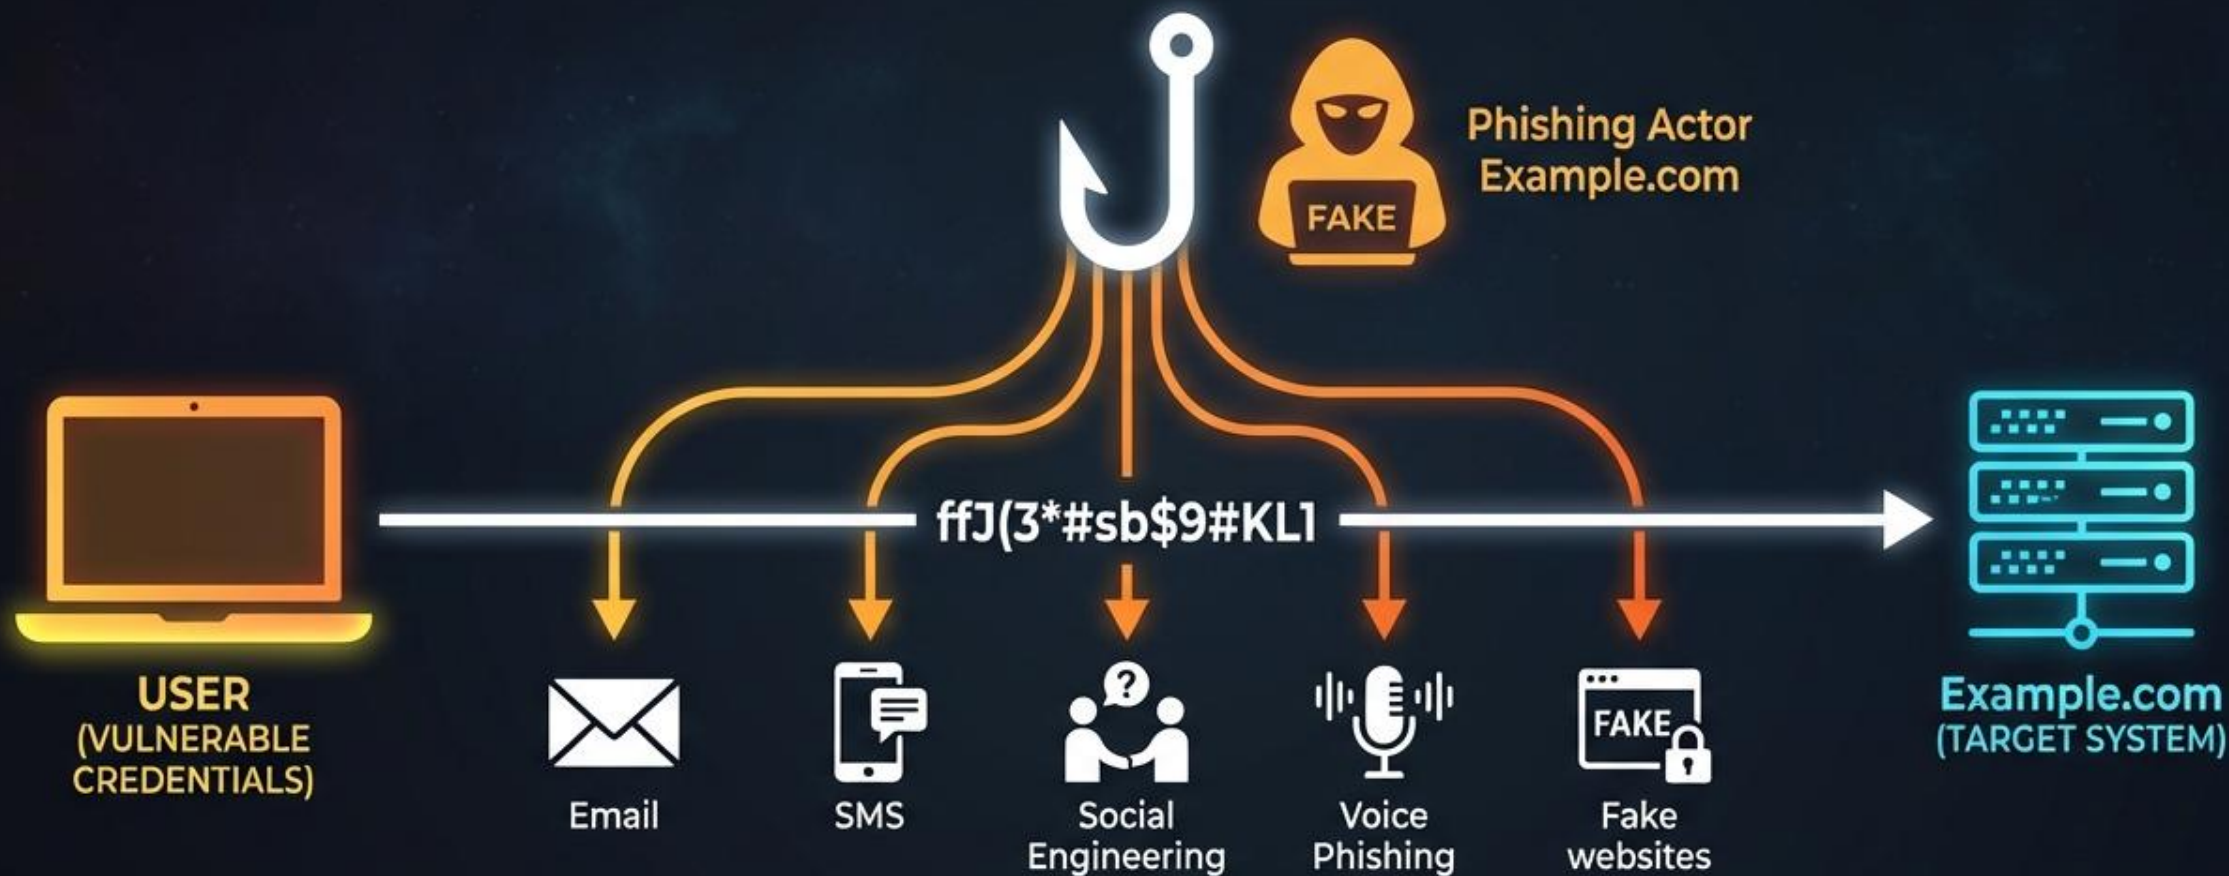 Phishing Actor
Example.com
FAKE
ffJ(3*#sb$9#KL1
USER
(VULNERABLE
CREDENTIALS)
Example.com
(TARGET SYSTEM)
?
FAKE
Email
SMS
Social
Engineering
Voice
Phishing
Fake
websites